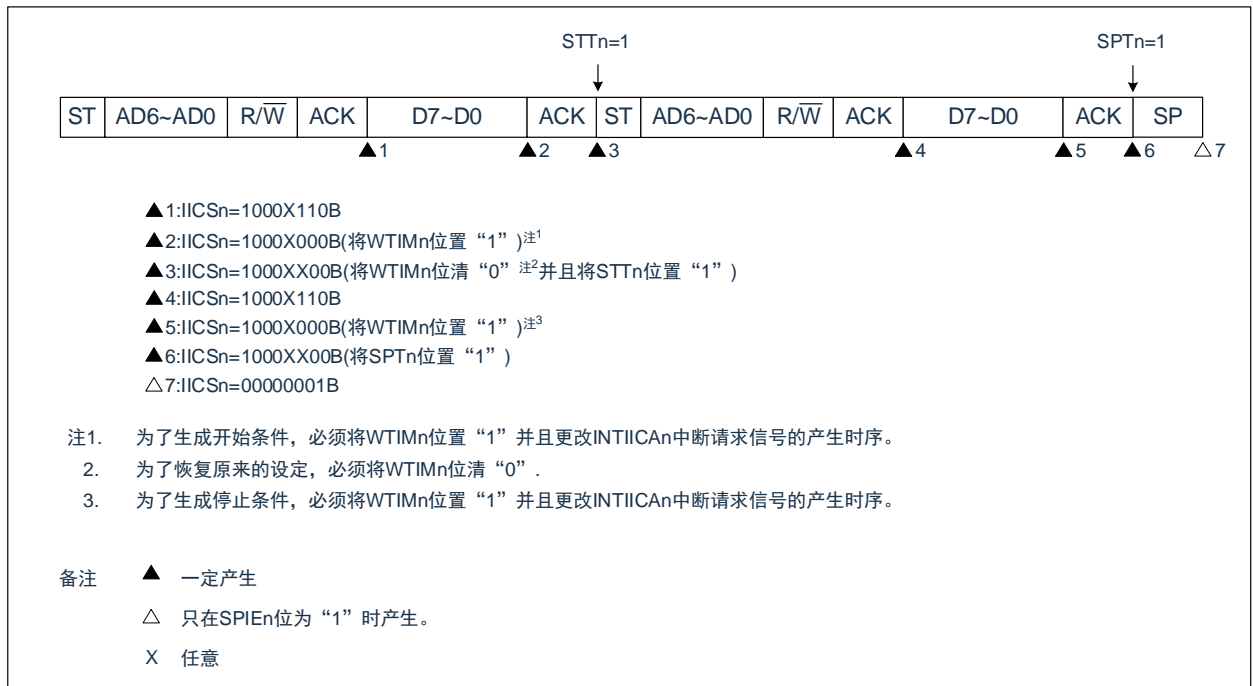 STTn=1 SPTn=1
ST AD6~AD0 R/W̅ ACK D7~D0 ACK ST AD6~AD0 R/W̅ ACK D7~D0 ACK SP
▲1 ▲2 ▲3 ▲4 ▲5 ▲6 △7
▲1:IICSn=1000X110B
▲2:IICSn=1000X000B(将WTIMn位置“1”)注1
▲3:IICSn=1000XX00B(将WTIMn位清“0”注2并且将STTn位置“1”)
▲4:IICSn=1000X110B
▲5:IICSn=1000X000B(将WTIMn位置“1”)注3
▲6:IICSn=1000XX00B(将SPTn位置“1”)
△7:IICSn=00000001B
注1. 为了生成开始条件，必须将WTIMn位置“1”并且更改INTIICAn中断请求信号的产生时序。
2. 为了恢复原来的设定，必须将WTIMn位清“0”.
3. 为了生成停止条件，必须将WTIMn位置“1”并且更改INTIICAn中断请求信号的产生时序。
备注 ▲ 一定产生
△ 只在SPIEn位为“1”时产生。
X 任意